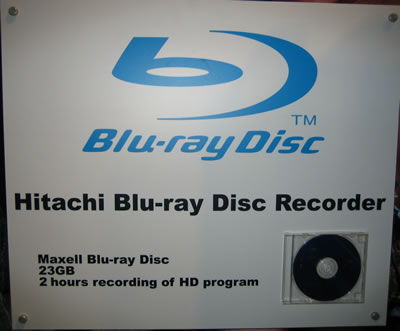 TM
Blu-ray Disc
Hitachi Blu-ray Disc Recorder
Maxell Blu-ray Disc
23GB
2 hours recording of HD program